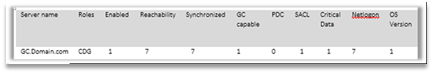 Server name Roles Enabled Reachability Synchronized GC capable PDC SACL Critical Data Netlogon OS Version
GC.Domain.com CDG 1 7 7 1 0 1 1 7 1